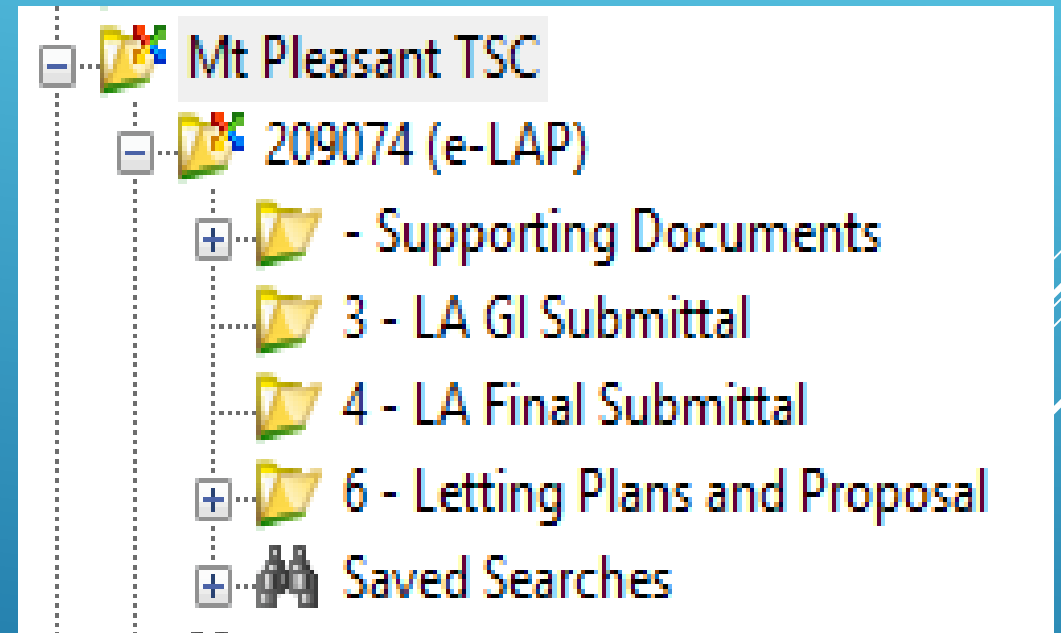 Mt Pleasant TSC
209074 (e-LAP)
- Supporting Documents
3 - LA GI Submittal
4 - LA Final Submittal
6 - Letting Plans and Proposal
Saved Searches